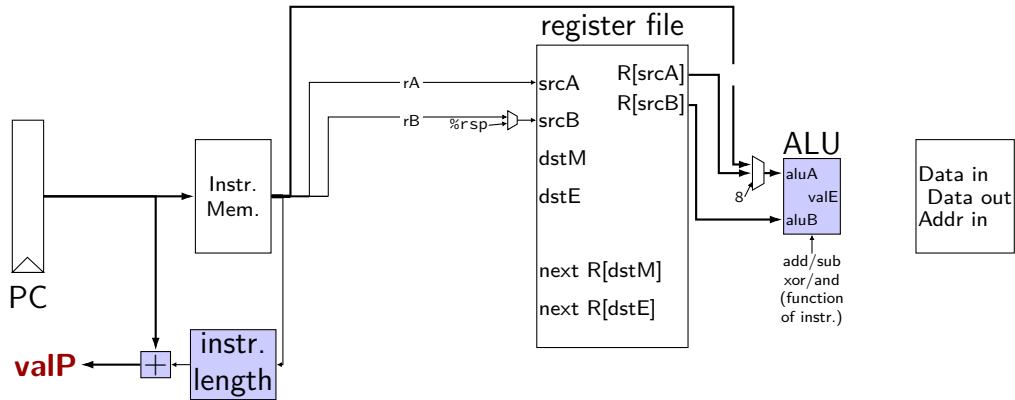 register file
R[srcA]
srcA
rA
R[srcB]
rB
%rsp
srcB
ALU
dstM
Instr.
Mem.
aluA
Data in
dstE
8
valE
Data out
aluB
Addr in
next R[dstM]
add/sub
xor/and
(function
of instr.)
PC
next R[dstE]
instr.
length
valP
+